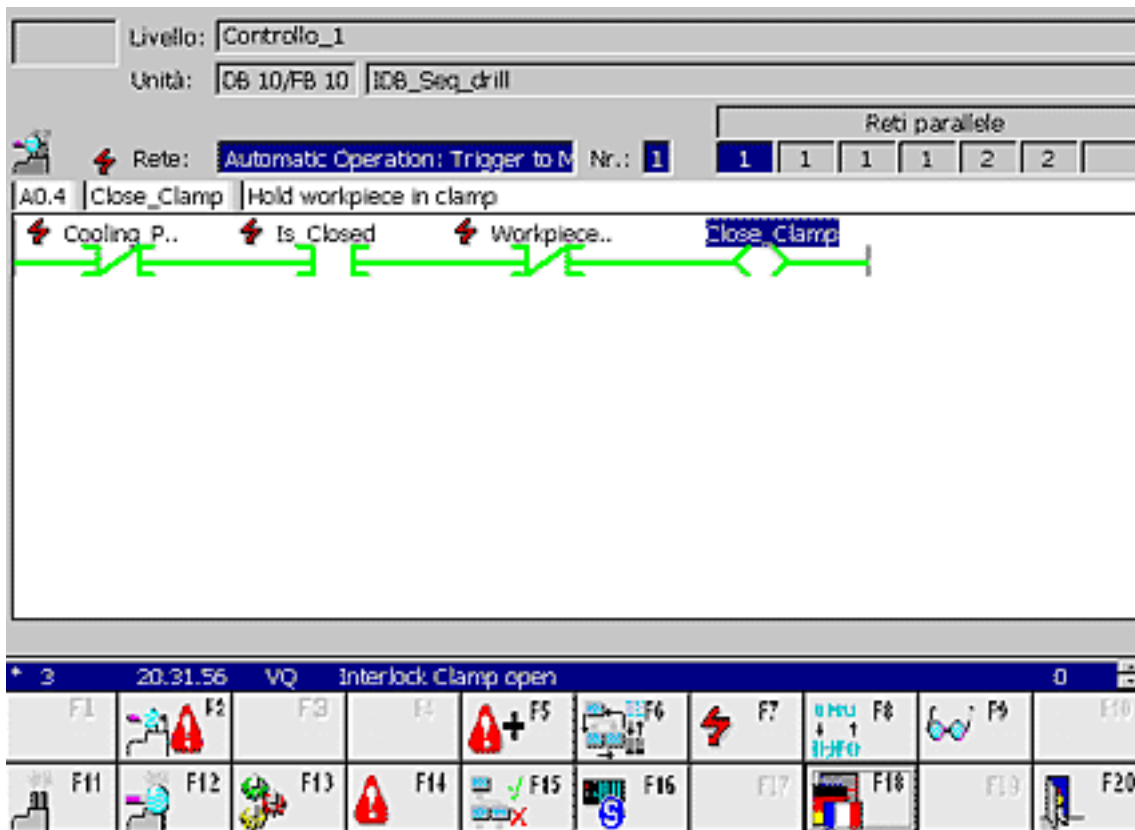 Livello: Controllo_1
Unità: DB 10/FB 10 IDB_Seq_drill
Reti parallele
Rete: Automatic Operation: Trigger to M Nr.: 1 1 1 1 1 2 2
A0.4 Close_Clamp Hold workpiece in clamp
Cooling_P.. Is_Closed Workpiece.. Close_Clamp
* 3 20:31.56 VQ Interlock Clamp open 0
F1 F2 F3 F4 F5 F6 F7 F8 F9 F10
F11 F12 F13 F14 F15 F16 F17 F18 F19 F20